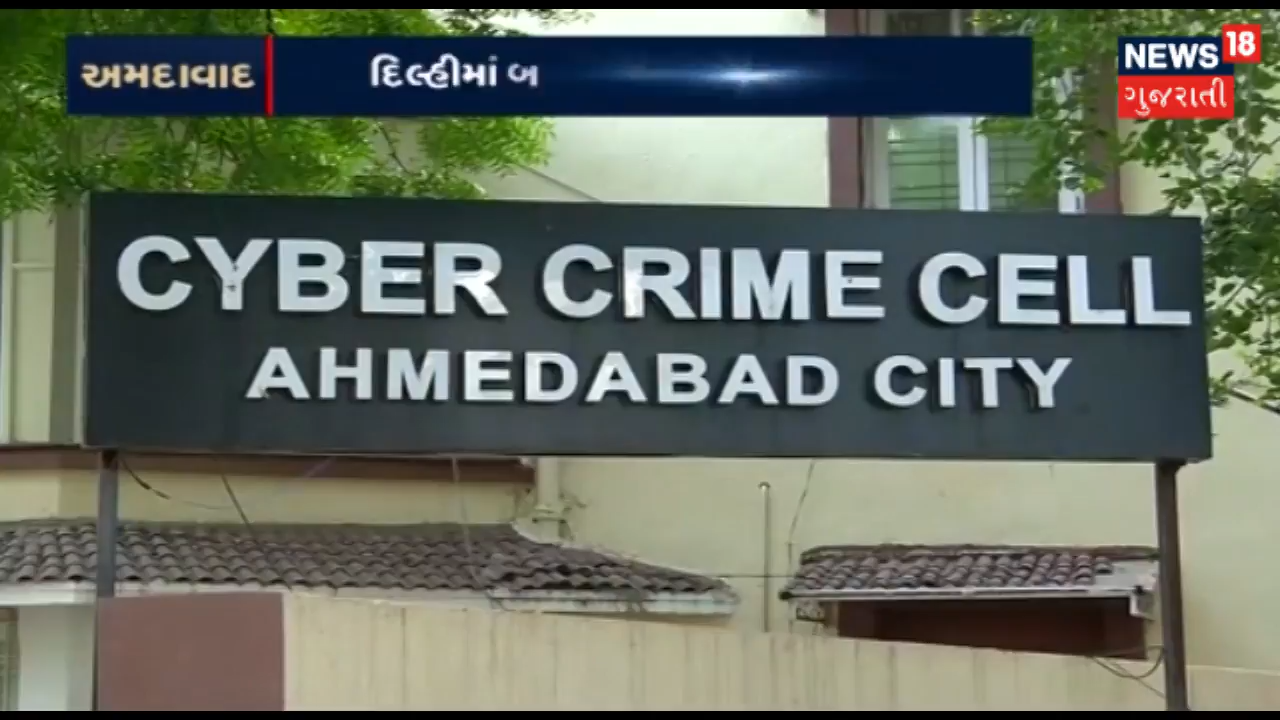 અમદાવાદ
દિલ્હીમાં બ
NEWS 18
ગુજરાતી
CYBER CRIME CELL
AHMEDABAD CITY